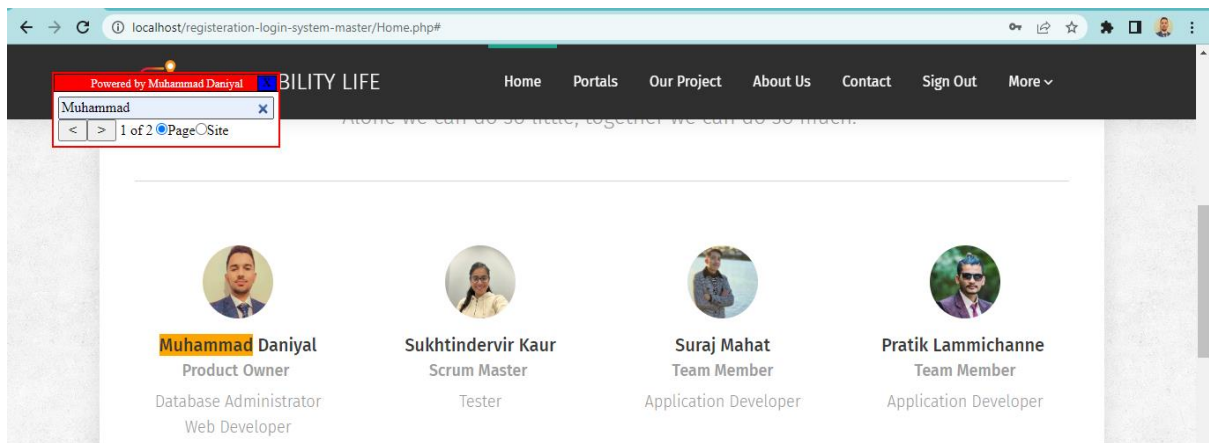 localhost/registeration-login-system-master/Home.php#
Powered by Muhammad Daniyal X
BILITY LIFE
Home Portals Our Project About Us Contact Sign Out More
Muhammad
< > 1 of 2 Page Site
Alone we can do so little, together we can do so much.
Muhammad Daniyal
Product Owner
Database Administrator
Web Developer
Sukhtindervir Kaur
Scrum Master
Tester
Suraj Mahat
Team Member
Application Developer
Pratik Lammichanne
Team Member
Application Developer